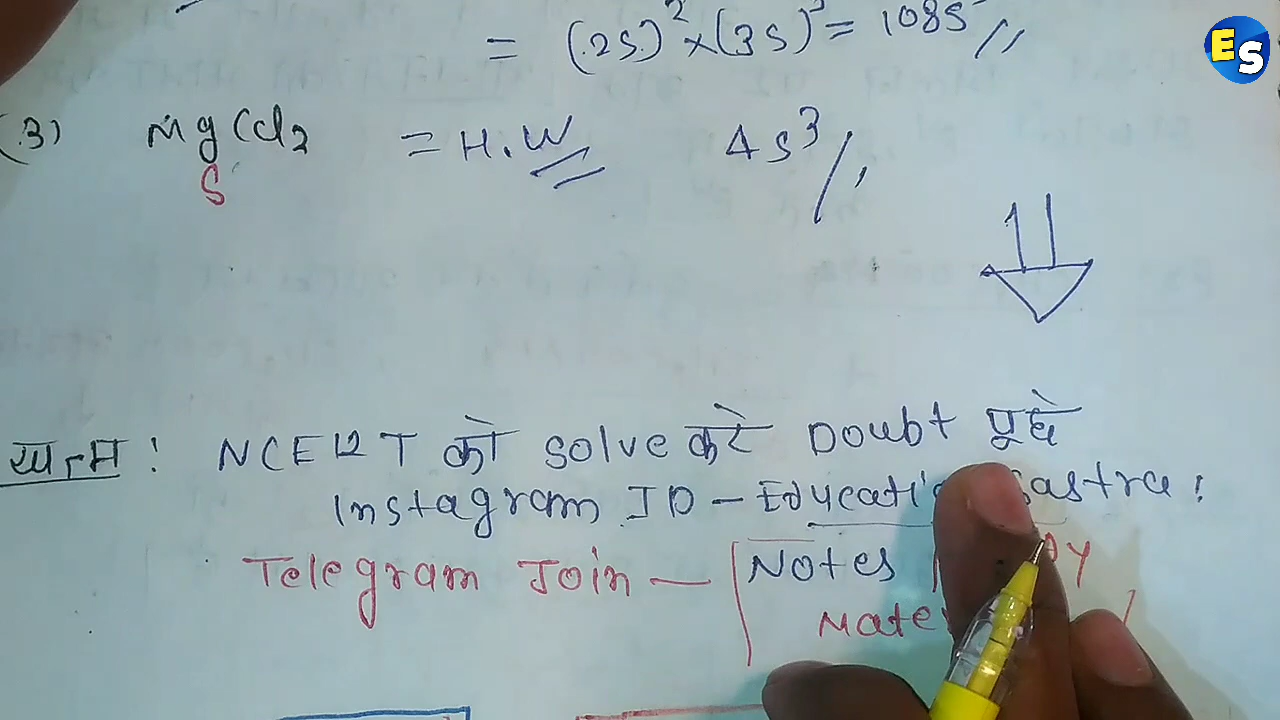 = (2S)² × (3S)³ = 108S⁵ //
(3) MgCl2 = H.W 4S³ //
S
NCERT को solve करे Doubt पूछे
Instagram ID - Educati Sastra :
Telegram Join - Notes
Mate
ES